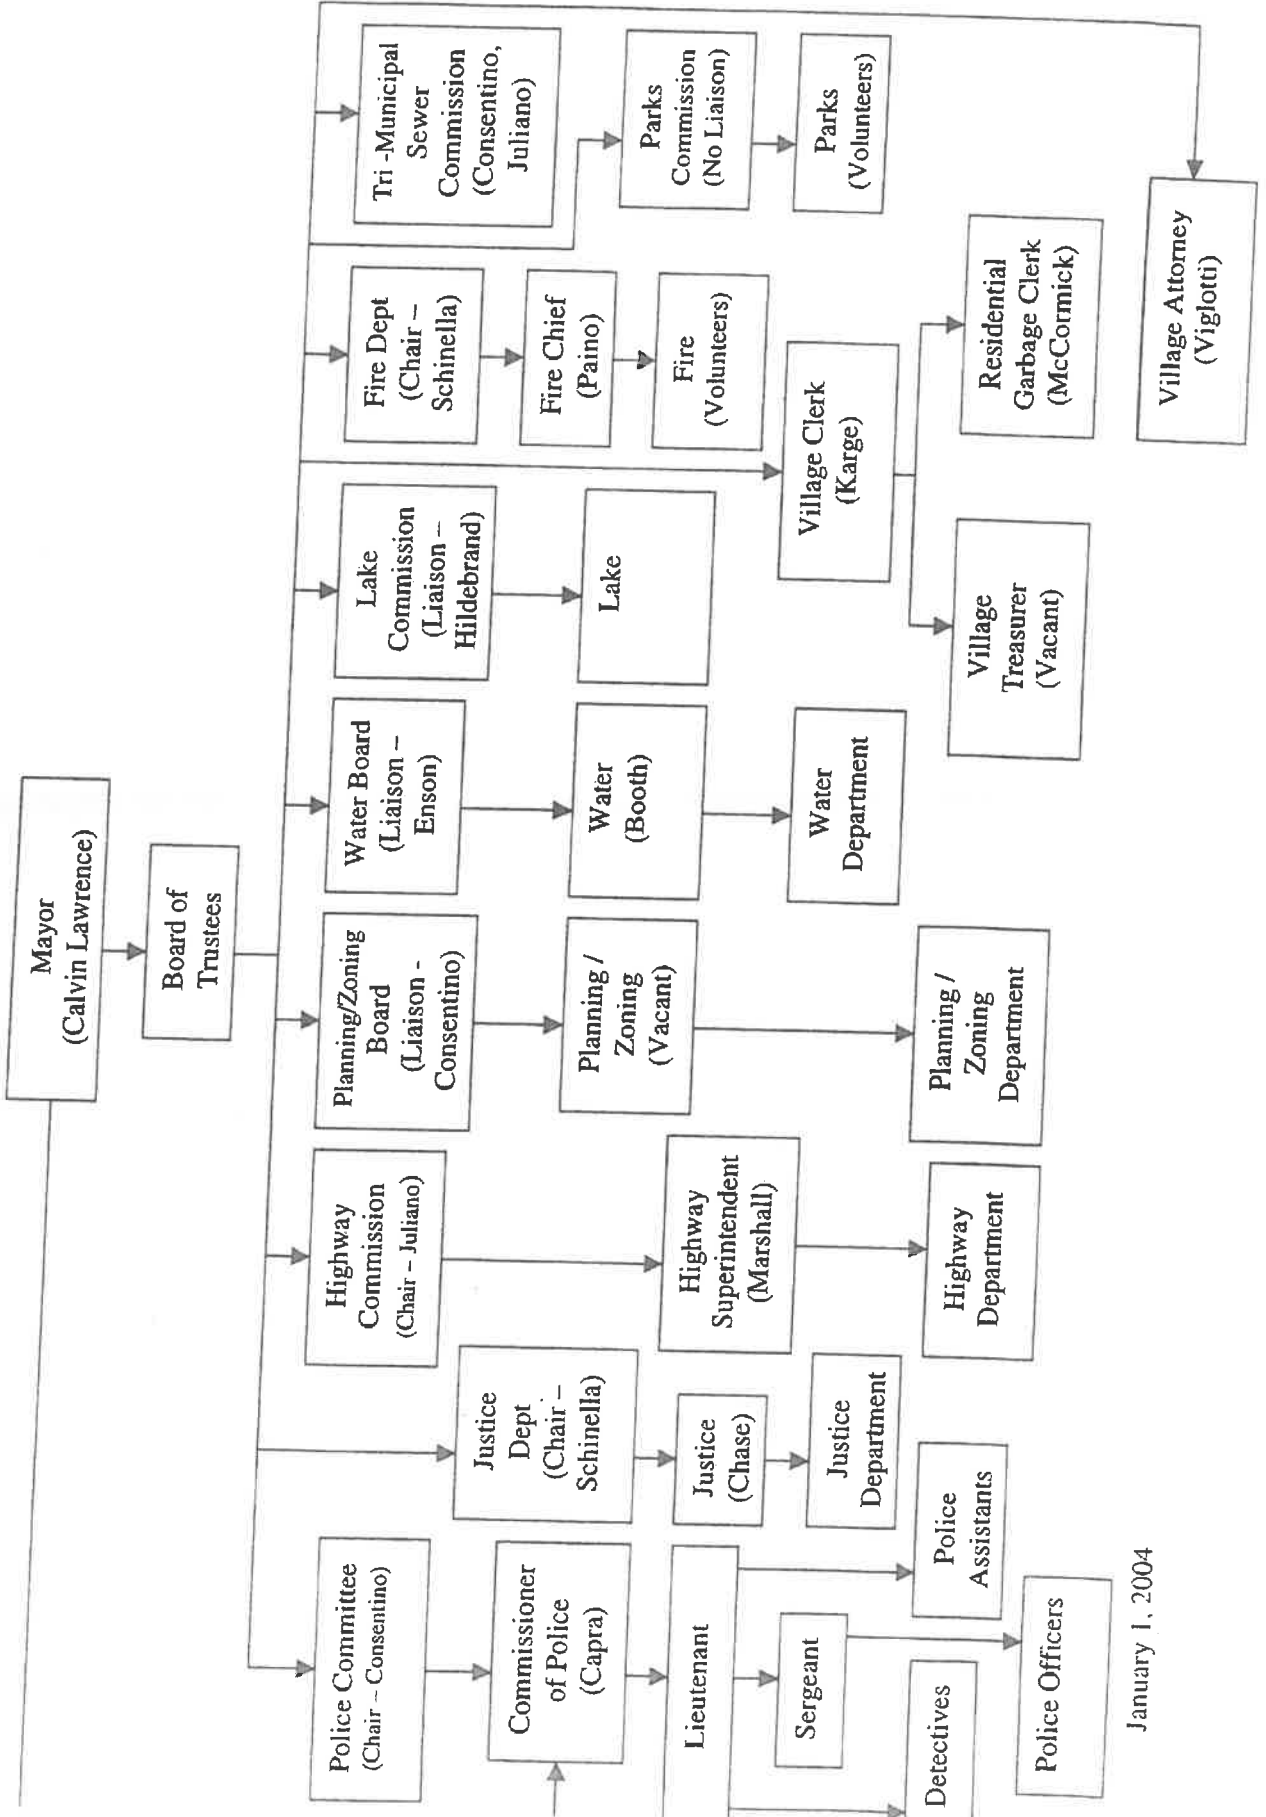 Mayor
(Calvin Lawrence)
Board of
Trustees
Police Committee
(Chair – Consentino)
Commissioner
of Police
(Capra)
Lieutenant
Sergeant
Detectives
Police
Assistants
Police Officers
Justice
Dept
(Chair –
Schinella)
Justice
(Chase)
Justice
Department
Highway
Commission
(Chair – Juliano)
Highway
Superintendent
(Marshall)
Highway
Department
Planning/Zoning
Board
(Liaison -
Consentino)
Planning /
Zoning
(Vacant)
Planning /
Zoning
Department
Water Board
(Liaison –
Enson)
Water
(Booth)
Water
Department
Lake
Commission
(Liaison –
Hildebrand)
Lake
Village Clerk
(Karge)
Village
Treasurer
(Vacant)
Residential
Garbage Clerk
(McCormick)
Fire Dept
(Chair –
Schinella)
Fire Chief
(Paino)
Fire
(Volunteers)
Parks
Commission
(No Liaison)
Parks
(Volunteers)
Tri -Municipal
Sewer
Commission
(Consentino,
Juliano)
Village Attorney
(Viglotti)
January 1, 2004